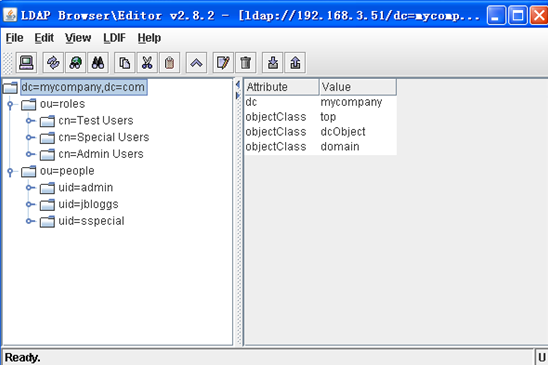 LDAP Browser\Editor v2.8.2 - [ldap://192.168.3.51/dc=mycomp...
File Edit View LDIF Help
dc=mycompany,dc=com
ou=roles
cn=Test Users
cn=Special Users
cn=Admin Users
ou=people
uid=admin
uid=jbloggs
uid=sspecial
Attribute Value
dc mycompany
objectClass top
objectClass dcObject
objectClass domain
Ready. U